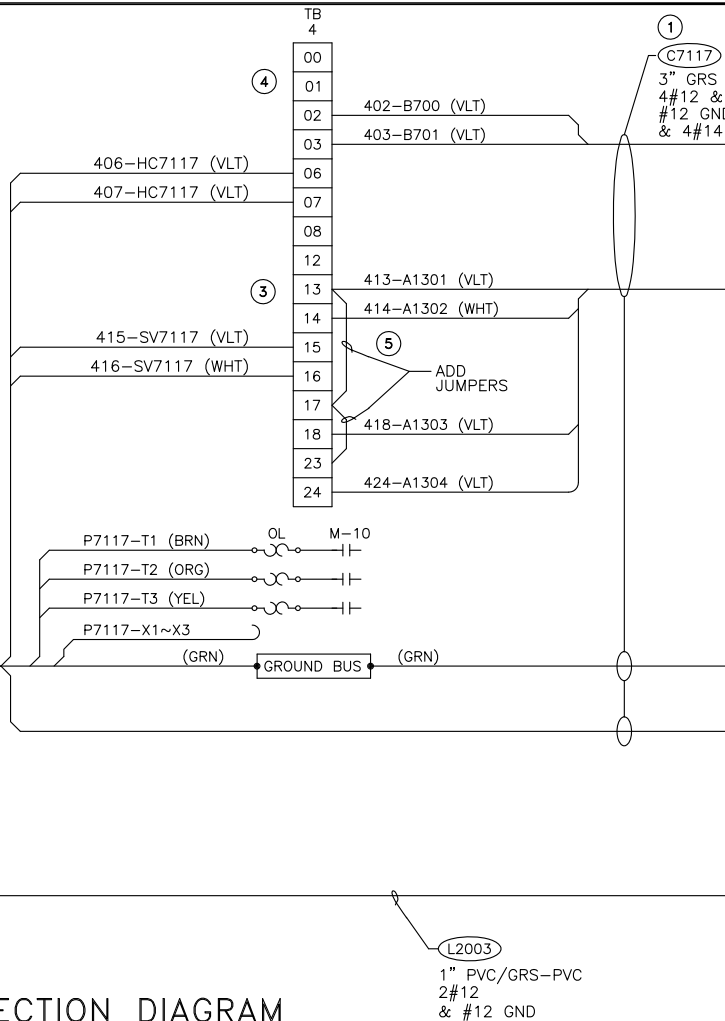 TB
4
1
C7117
3" GRS
4#12 &
#12 GND
& 4#14
00
01
4
02
402-B700 (VLT)
03
403-B701 (VLT)
406-HC7117 (VLT)
06
407-HC7117 (VLT)
07
08
12
3
13
413-A1301 (VLT)
14
414-A1302 (WHT)
415-SV7117 (VLT)
15
5
416-SV7117 (WHT)
16
ADD
JUMPERS
17
18
418-A1303 (VLT)
23
24
424-A1304 (VLT)
OL
M-10
P7117-T1 (BRN)
P7117-T2 (ORG)
P7117-T3 (YEL)
P7117-X1~X3
(GRN)
GROUND BUS
(GRN)
L2003
1" PVC/GRS-PVC
2#12
& #12 GND
ECTION DIAGRAM